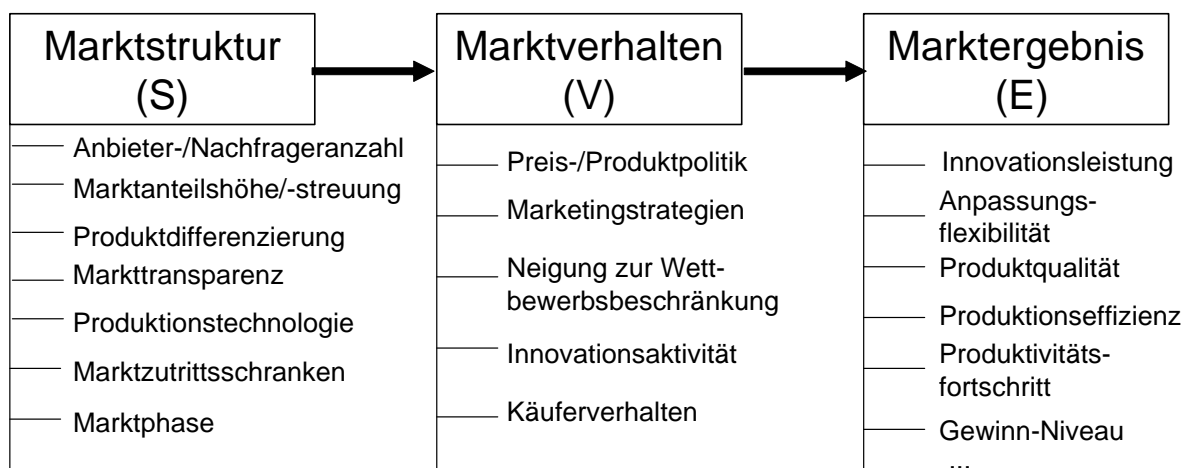 Marktstruktur
(S)
Anbieter-/Nachfrageranzahl
Marktanteilshöhe/-streuung
Produktdifferenzierung
Markttransparenz
Produktionstechnologie
Marktzutrittsschranken
Marktphase
Marktverhalten
(V)
Preis-/Produktpolitik
Marketingstrategien
Neigung zur Wett-
bewerbsbeschränkung
Innovationsaktivität
Käuferverhalten
Marktergebnis
(E)
Innovationsleistung
Anpassungs-
flexibilität
Produktqualität
Produktionseffizienz
Produktivitäts-
fortschritt
Gewinn-Niveau
...